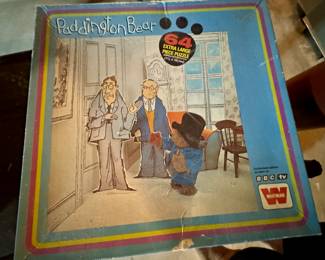 Paddington Bear
64
EXTRA LARGE
PIECE PUZZLE
BBC tv
W